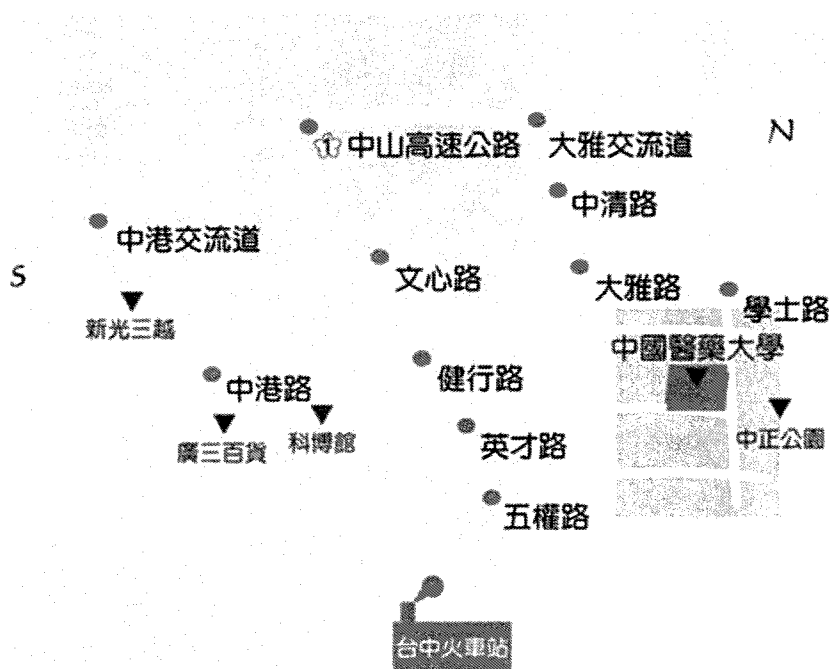 N
① 中山高速公路
大雅交流道
中清路
中港交流道
S
文心路
大雅路
學士路
新光三越
中國醫藥大學
健行路
中港路
廣三百貨
科博館
英才路
中正公園
五權路
台中火車站